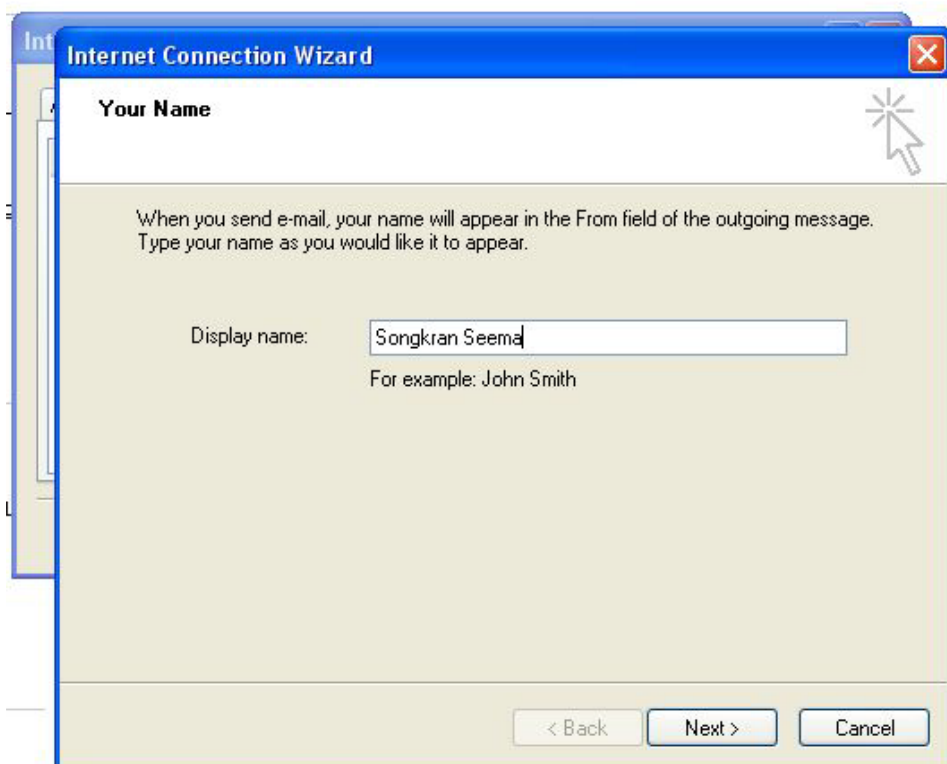 Int
Internet Connection Wizard
Your Name
When you send e-mail, your name will appear in the From field of the outgoing message.
Type your name as you would like it to appear.
Display name: Songkran Seema
For example: John Smith
< Back Next > Cancel